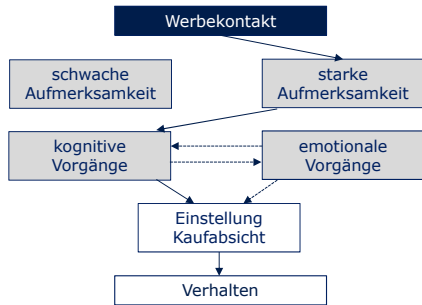 Werbekontakt
schwache
Aufmerksamkeit
starke
Aufmerksamkeit
kognitive
Vorgänge
emotionale
Vorgänge
Einstellung
Kaufabsicht
Verhalten